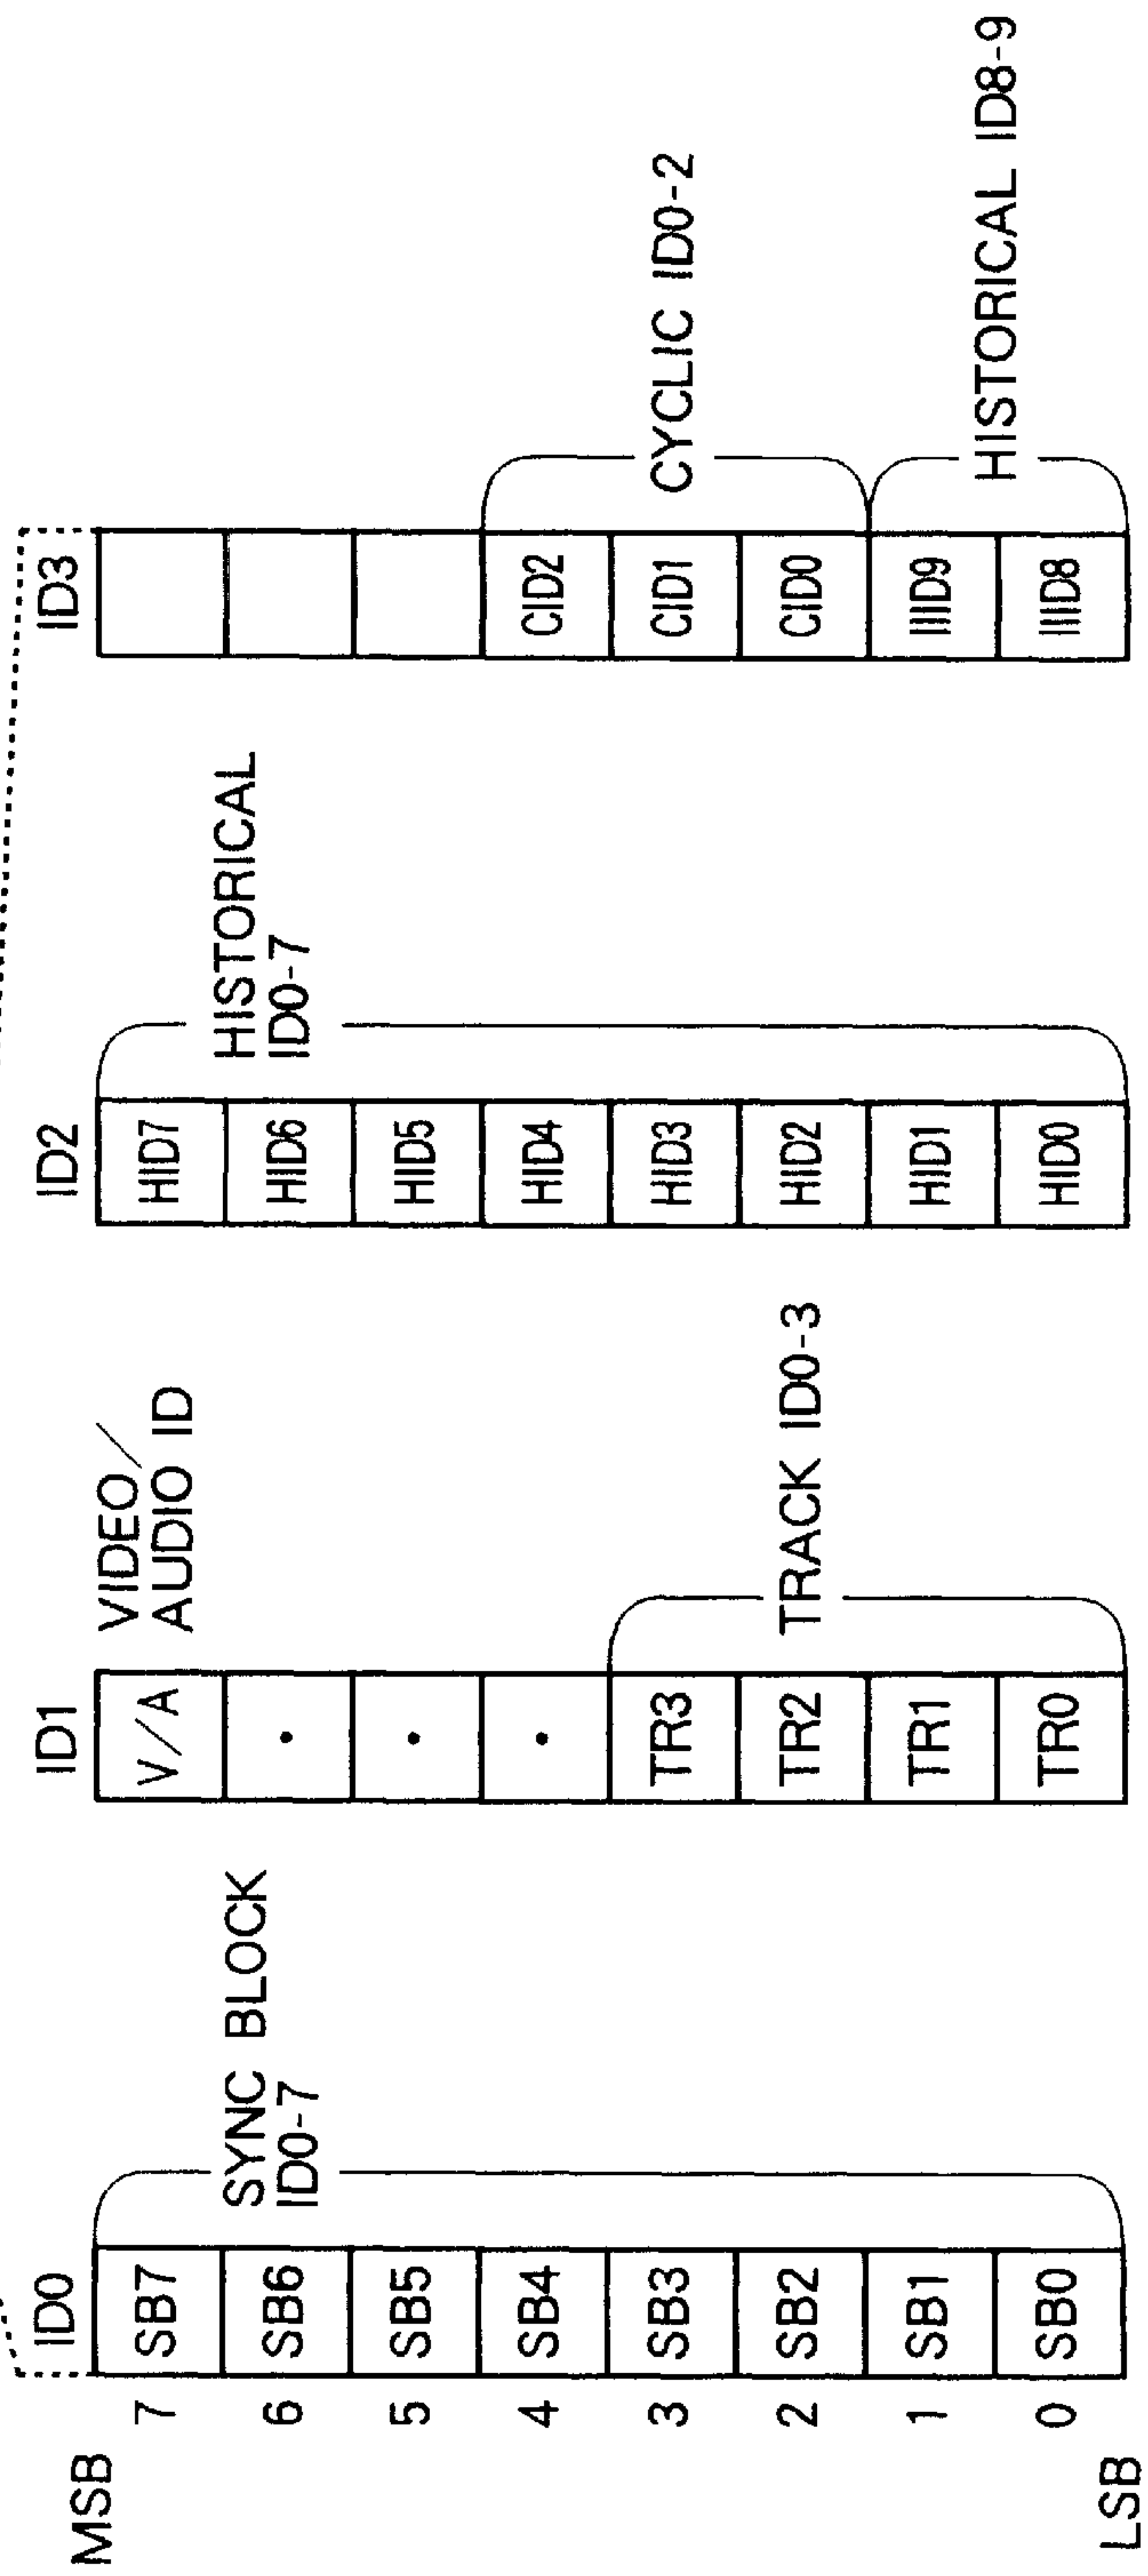 MSB
7
6
5
4
3
2
1
0
LSB
ID0
SB7
SB6
SB5
SB4
SB3
SB2
SB1
SB0
SYNC BLOCK
ID0-7
ID1
V/A
•
•
•
TR3
TR2
TR1
TR0
VIDEO/
AUDIO ID
TRACK ID0-3
ID2
HID7
HID6
HID5
HID4
HID3
HID2
HID1
HID0
HISTORICAL
ID0-7
ID3
CID2
CID1
CID0
IIID9
IIID8
CYCLIC ID0-2
HISTORICAL ID8-9